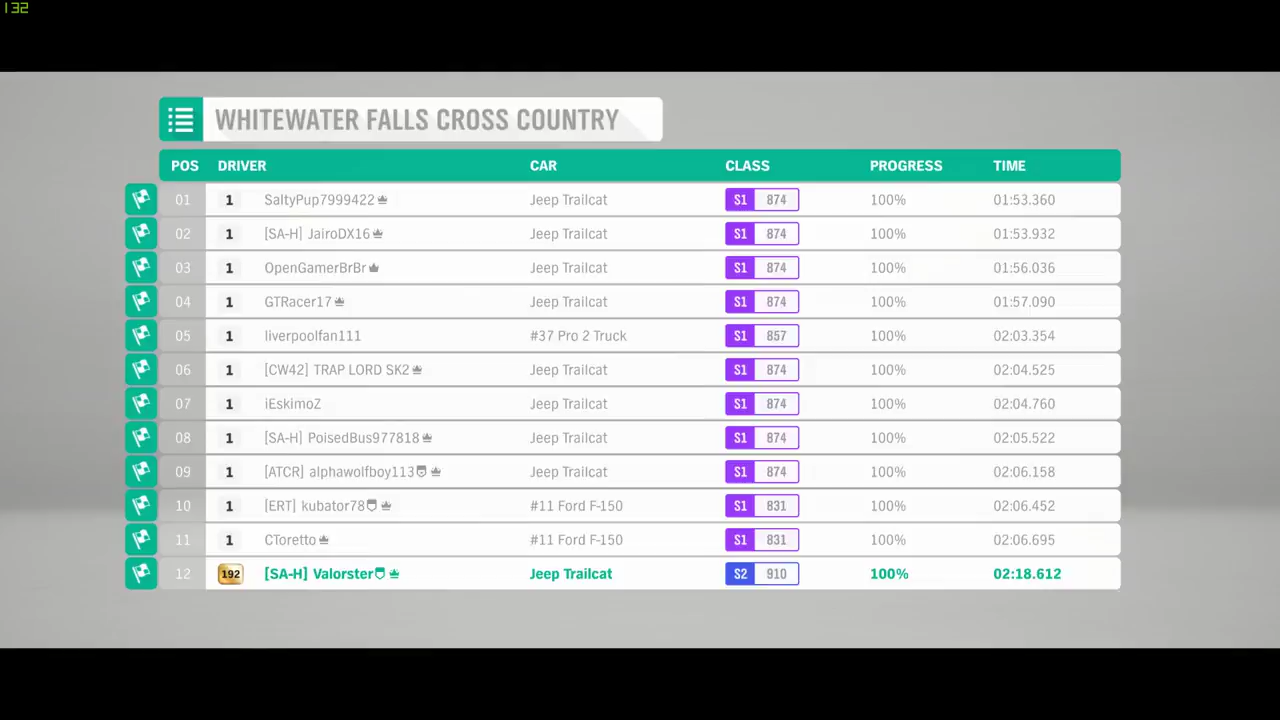 132
WHITEWATER FALLS CROSS COUNTRY
POS DRIVER CAR CLASS PROGRESS TIME
01 1 SaltyPup7999422 Jeep Trailcat S1 874 100% 01:53.360
02 1 [SA-H] JairoDX16 Jeep Trailcat S1 874 100% 01:53.932
03 1 OpenGamerBrBr Jeep Trailcat S1 874 100% 01:56.036
04 1 GTRacer17 Jeep Trailcat S1 874 100% 01:57.090
05 1 liverpoolfan111 #37 Pro 2 Truck S1 857 100% 02:03.354
06 1 [CW42] TRAP LORD SK2 Jeep Trailcat S1 874 100% 02:04.525
07 1 iEskimoZ Jeep Trailcat S1 874 100% 02:04.760
08 1 [SA-H] PoisedBus977818 Jeep Trailcat S1 874 100% 02:05.522
09 1 [ATCR] alphawolfboy113 Jeep Trailcat S1 874 100% 02:06.158
10 1 [ERT] kubator78 #11 Ford F-150 S1 831 100% 02:06.452
11 1 CToretto #11 Ford F-150 S1 831 100% 02:06.695
12 192 [SA-H] Valorster Jeep Trailcat S2 910 100% 02:18.612